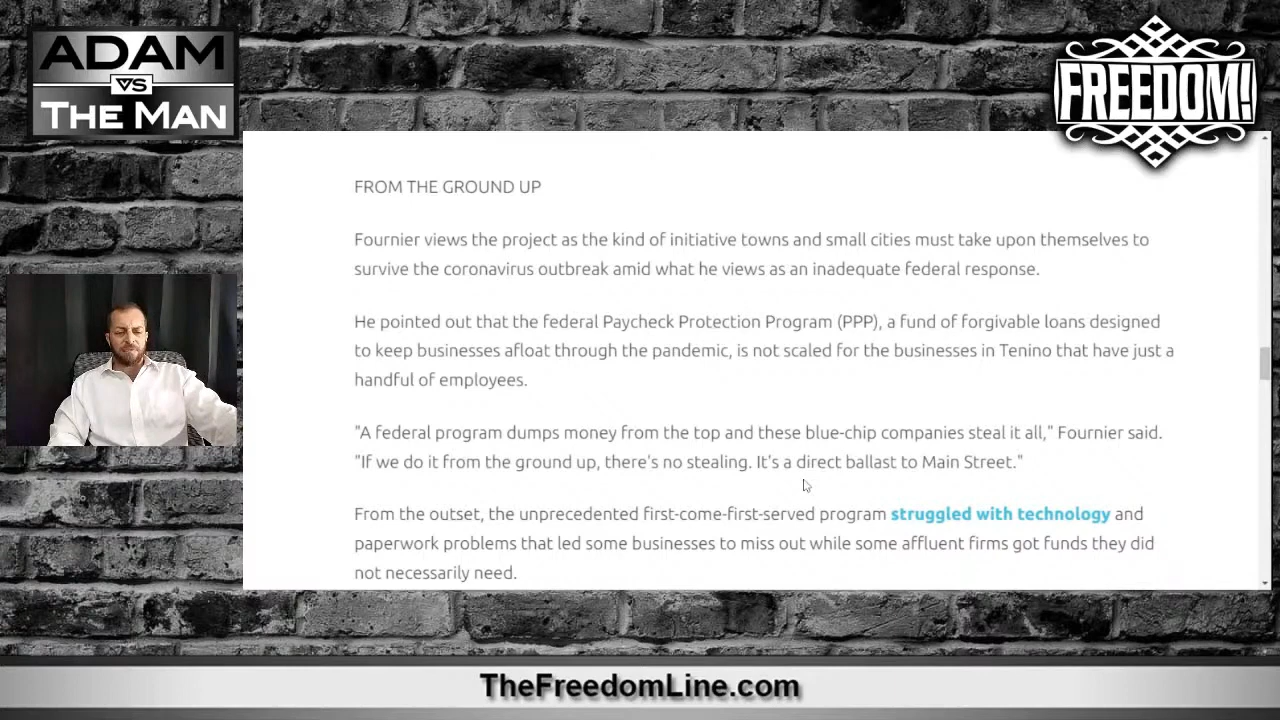 ADAM
VS
THE MAN
FREEDOM!
FROM THE GROUND UP
Fournier views the project as the kind of initiative towns and small cities must take upon themselves to
survive the coronavirus outbreak amid what he views as an inadequate federal response.
He pointed out that the federal Paycheck Protection Program (PPP), a fund of forgivable loans designed
to keep businesses afloat through the pandemic, is not scaled for the businesses in Tenino that have just a
handful of employees.
"A federal program dumps money from the top and these blue-chip companies steal it all," Fournier said.
"If we do it from the ground up, there's no stealing. It's a direct ballast to Main Street."
From the outset, the unprecedented first-come-first-served program struggled with technology and
paperwork problems that led some businesses to miss out while some affluent firms got funds they did
not necessarily need.
TheFreedomLine.com